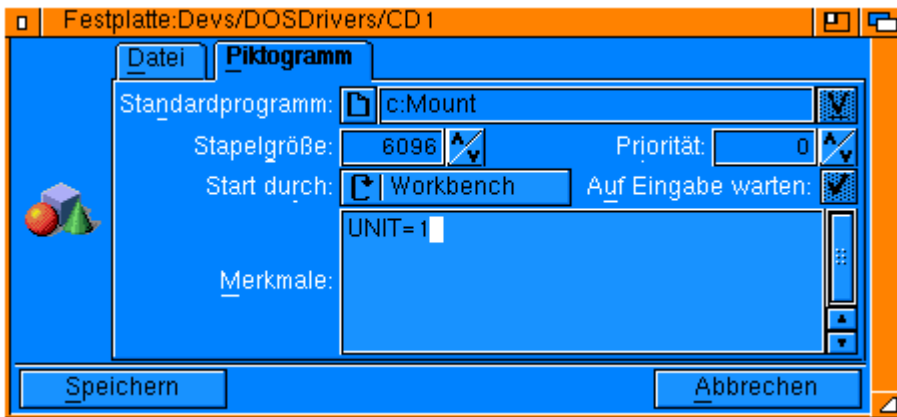 Festplatte:Devs/DOSDrivers/CD1
Datei Piktogramm
Standardprogramm: c:Mount
Stapelgröße: 6096 Priorität: 0
Start durch: Workbench Auf Eingabe warten:
UNIT=1
Merkmale:
Speichern Abbrechen